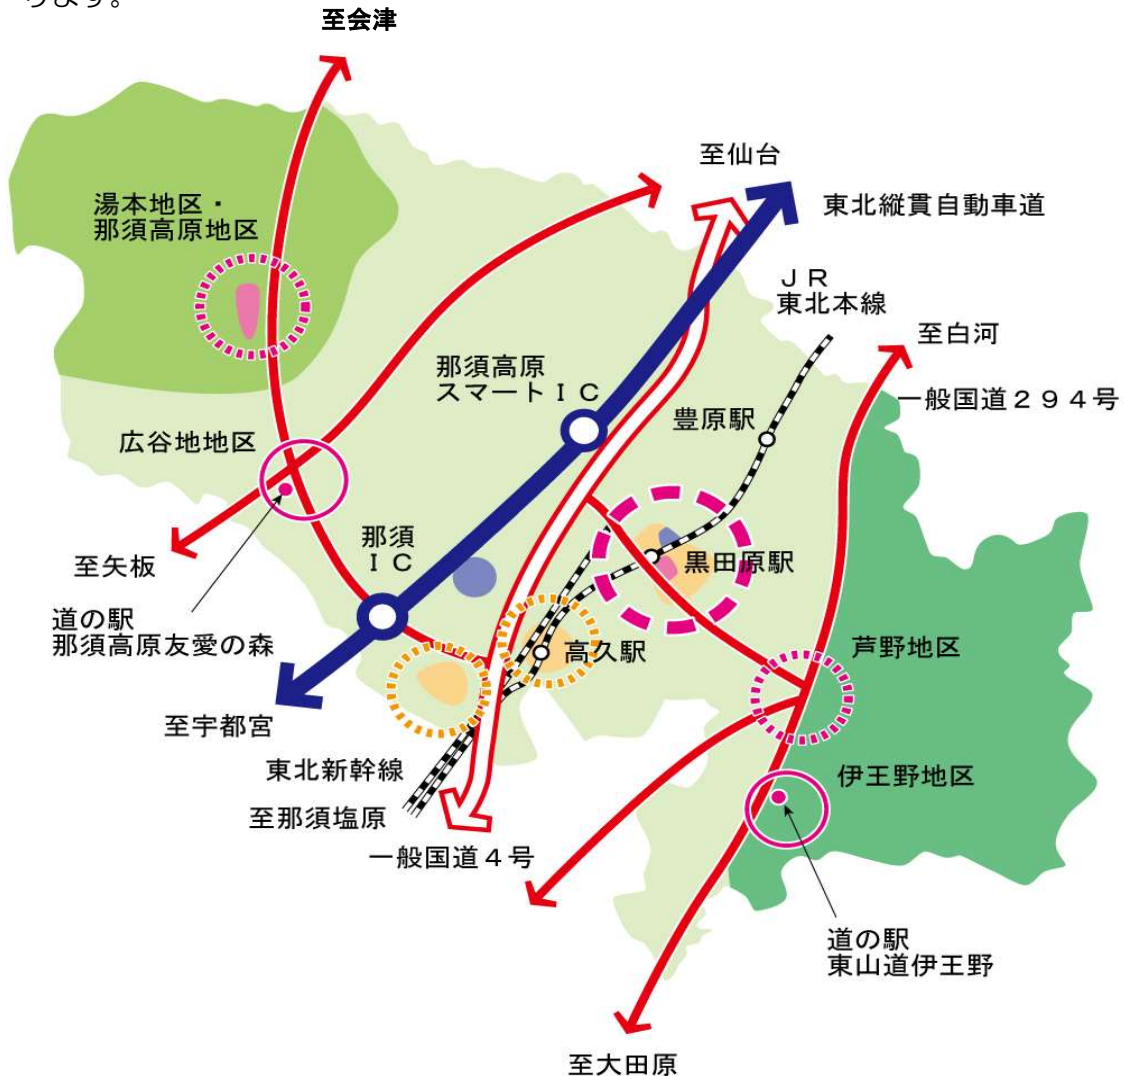 ります。
至会津
至仙台
東北縦貫自動車道
湯本地区・
那須高原地区
ＪＲ
東北本線
至白河
一般国道２９４号
那須高原
スマートＩＣ
豊原駅
広谷地地区
那須
ＩＣ
黒田原駅
至矢板
道の駅
那須高原友愛の森
高久駅
芦野地区
至宇都宮
東北新幹線
伊王野地区
至那須塩原
一般国道４号
道の駅
東山道伊王野
至大田原